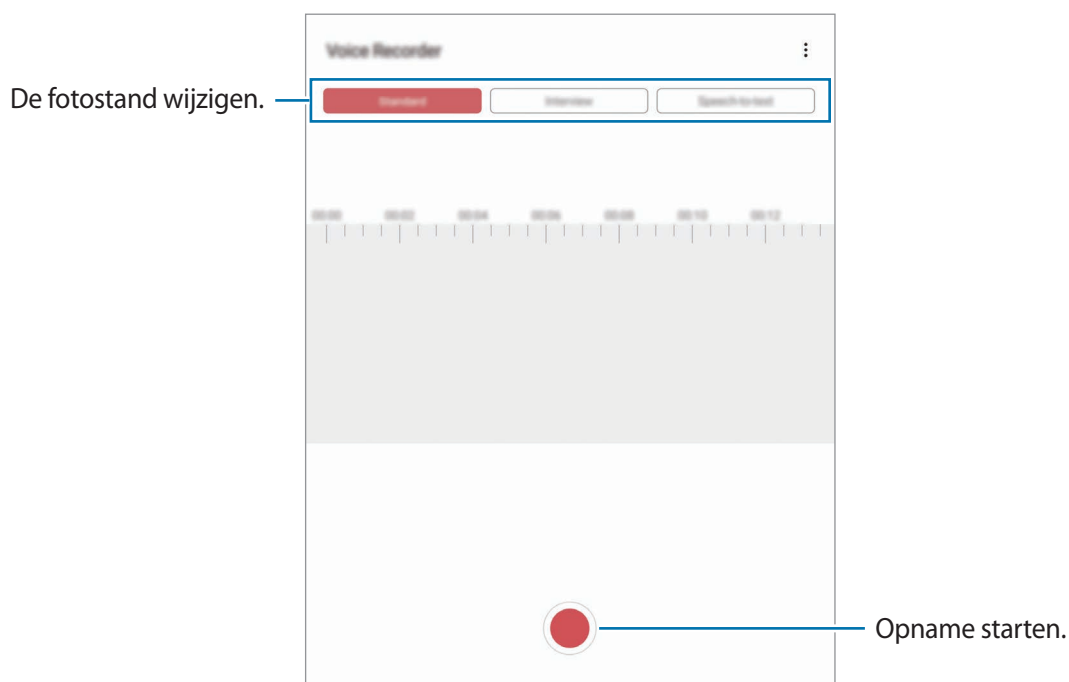 Voice Recorder
De fotostand wijzigen.
Standard Interview Speech-to-text
00:00 00:02 00:04 00:06 00:08 00:10 00:12
Opname starten.